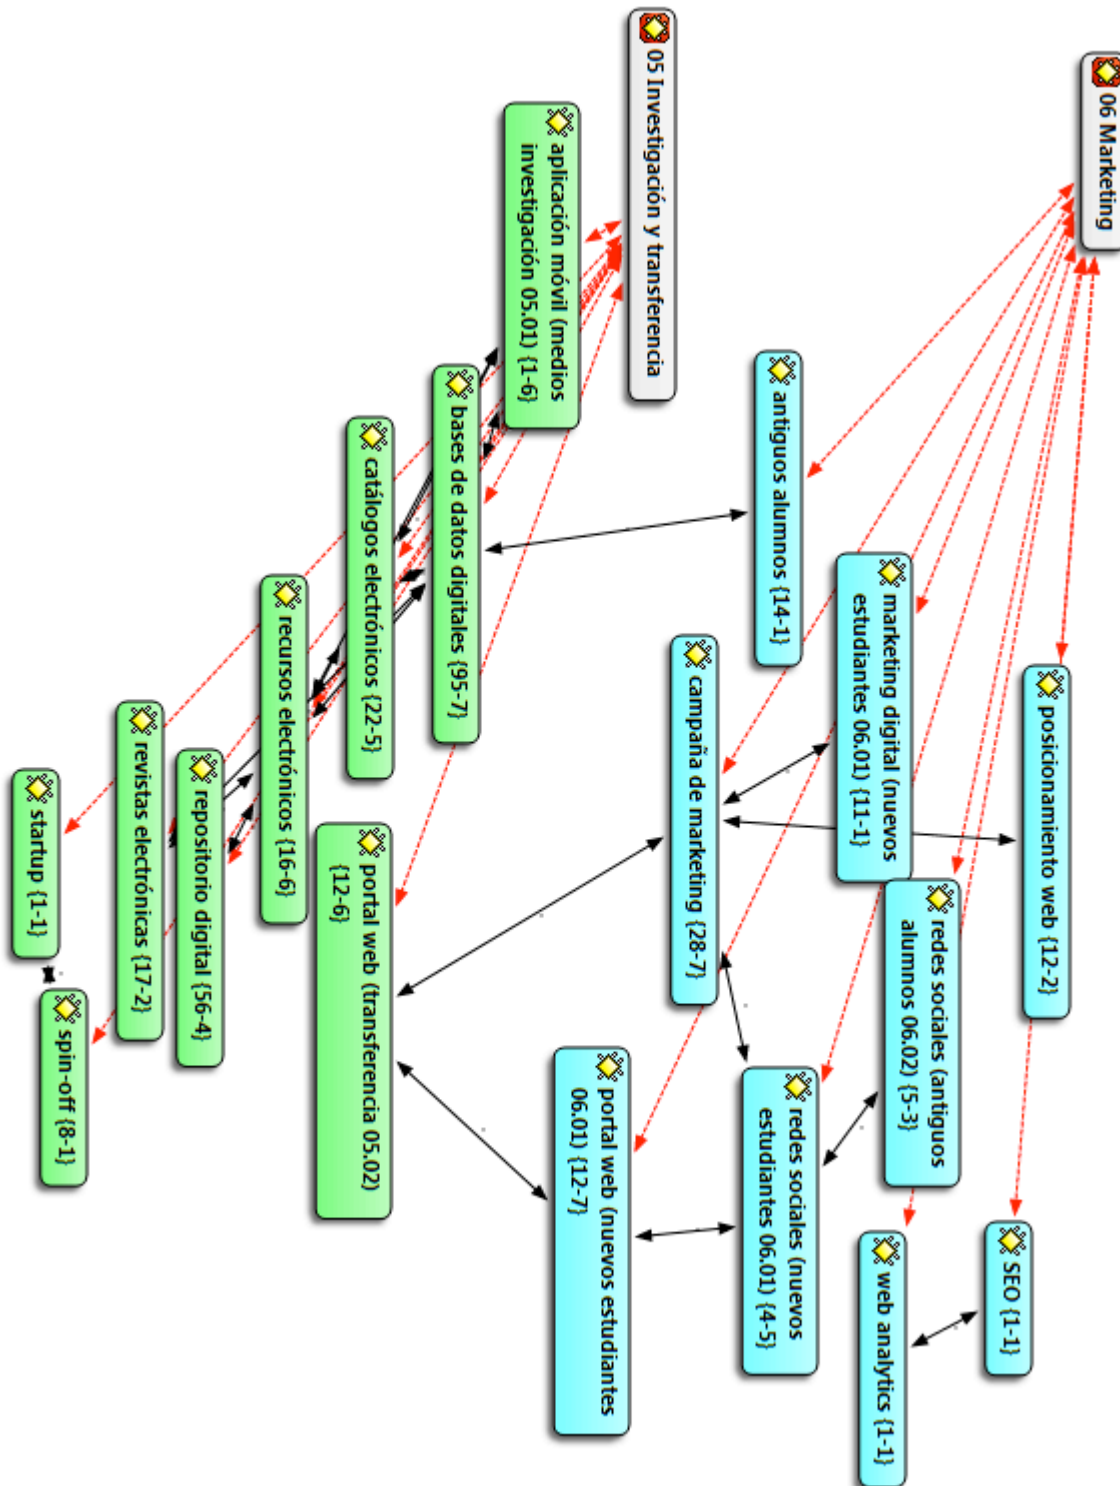 06 Marketing
05 Investigación y transferencia
aplicación móvil (medios
investigación 05.01) {1-6}
antiguos alumnos {14-1}
bases de datos digitales {95-7}
catálogos electrónicos {22-5}
marketing digital (nuevos
estudiantes 06.01) {11-1}
recursos electrónicos {16-6}
campaña de marketing {28-7}
posicionamiento web {12-2}
revistas electrónicas {17-2}
repositorio digital {56-4}
startup {1-1}
portal web (transferencia 05.02)
{12-6}
redes sociales (antiguos
alumnos 06.02) {5-3}
spin-off {8-1}
portal web (nuevos estudiantes
06.01) {12-7}
redes sociales (nuevos
estudiantes 06.01) {4-5}
SEO {1-1}
web analytics {1-1}